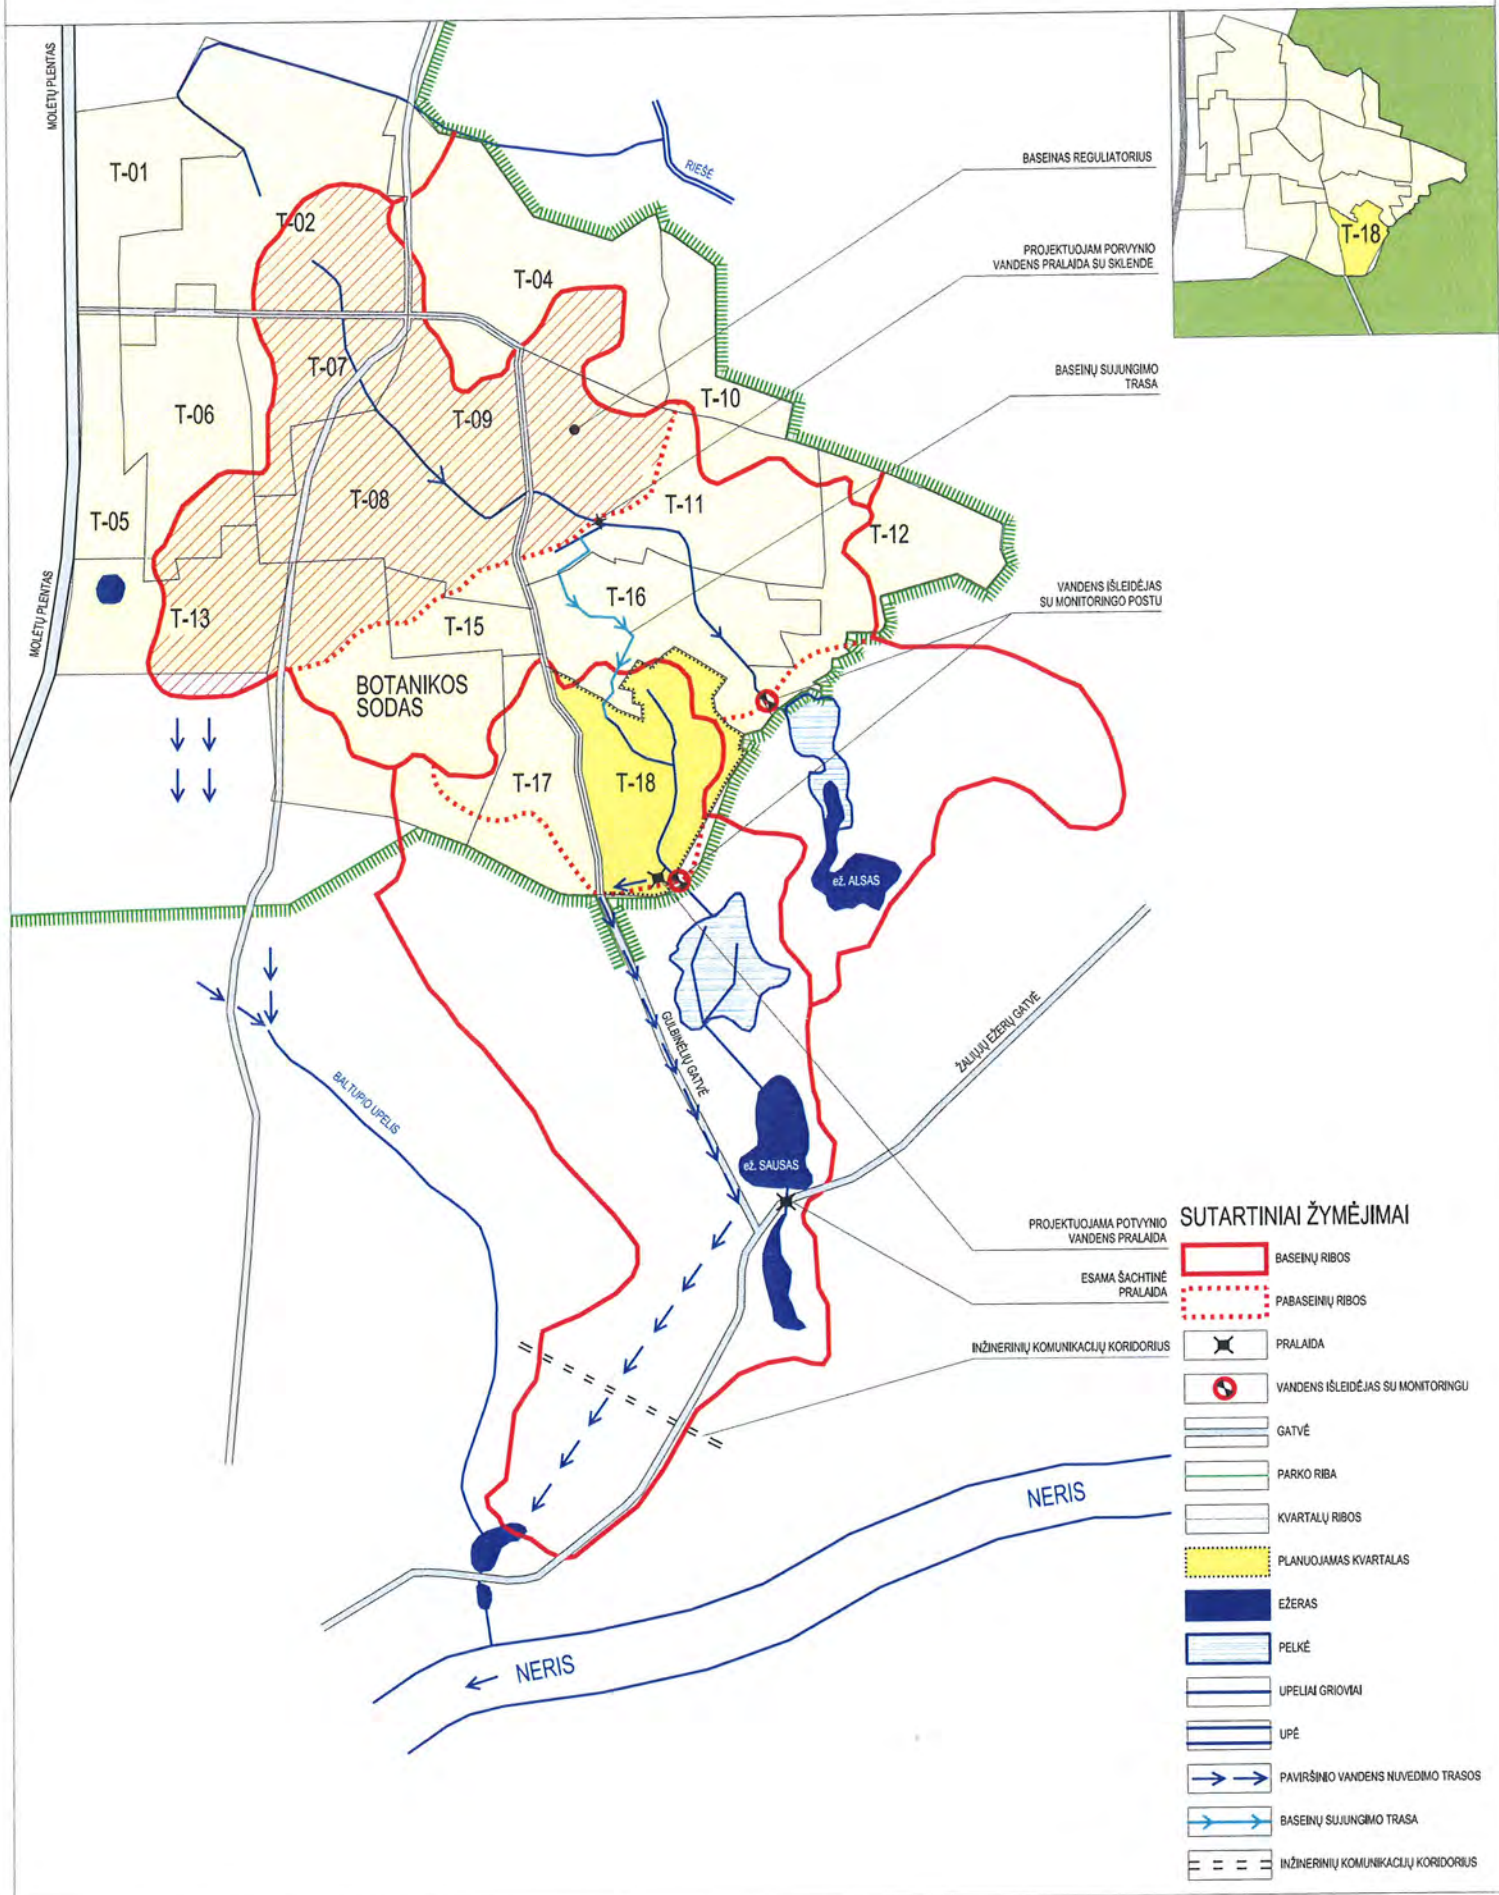 MOLĖTŲ PLENTAS
T-01
RIEŠĖ
BASEINAS REGULIATORIUS
T-02
T-18
T-04
PROJEKTUOJAM PORVYNIO
VANDENS PRALAIDA SU SKLENDE
T-07
BASEINŲ SUJUNGIMO
TRASA
T-06
T-09
T-10
T-08
T-11
T-05
T-12
MOLĖTŲ PLENTAS
T-13
T-16
VANDENS IŠLEIDĖJAS
SU MONITORINGO POSTU
T-15
BOTANIKOS
SODAS
T-17
T-18
ež. ALSAS
GULBINĖLIŲ GATVĖ
ŽALIŲJŲ EŽERŲ GATVĖ
BALTUPIO UPELIS
ež. SAUSAS
PROJEKTUOJAMA POTVYNIO
VANDENS PRALAIDA
ESAMA ŠACHTINĖ
PRALAIDA
INŽINERINIŲ KOMUNIKACIJŲ KORIDORIUS
NERIS
NERIS
SUTARTINIAI ŽYMĖJIMAI
BASEINŲ RIBOS
PABASEINIŲ RIBOS
PRALAIDA
VANDENS IŠLEIDĖJAS SU MONITORINGU
GATVĖ
PARKO RIBA
KVARTALŲ RIBOS
PLANUOJAMAS KVARTALAS
EŽERAS
PELKĖ
UPELIAI GRIOVIAI
UPĖ
PAVIRŠINIO VANDENS NUVEDIMO TRASOS
BASEINŲ SUJUNGIMO TRASA
INŽINERINIŲ KOMUNIKACIJŲ KORIDORIUS